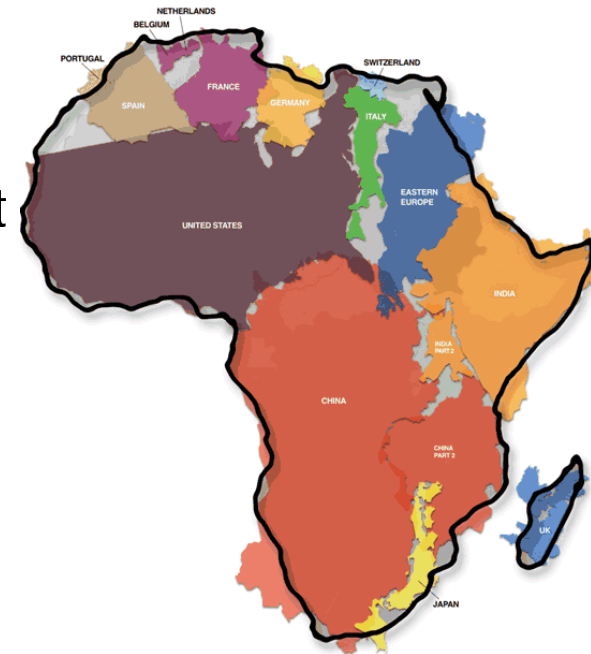 NETHERLANDS
BELGIUM
PORTUGAL
SWITZERLAND
SPAIN
FRANCE
GERMANY
ITALY
t
EASTERN
EUROPE
UNITED STATES
INDIA
INDIA
PART 2
CHINA
CHINA
PART 2
UK
JAPAN